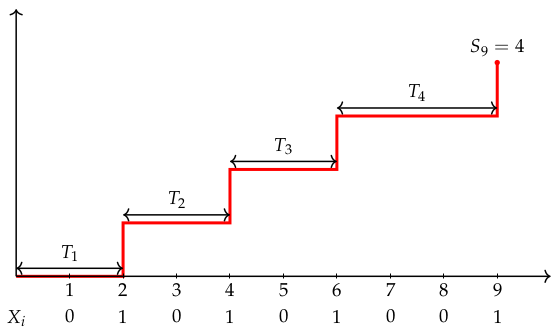 S₉ = 4
T₄
T₃
T₂
T₁
1 2 3 4 5 6 7 8 9
Xᵢ 0 1 0 1 0 1 0 0 1